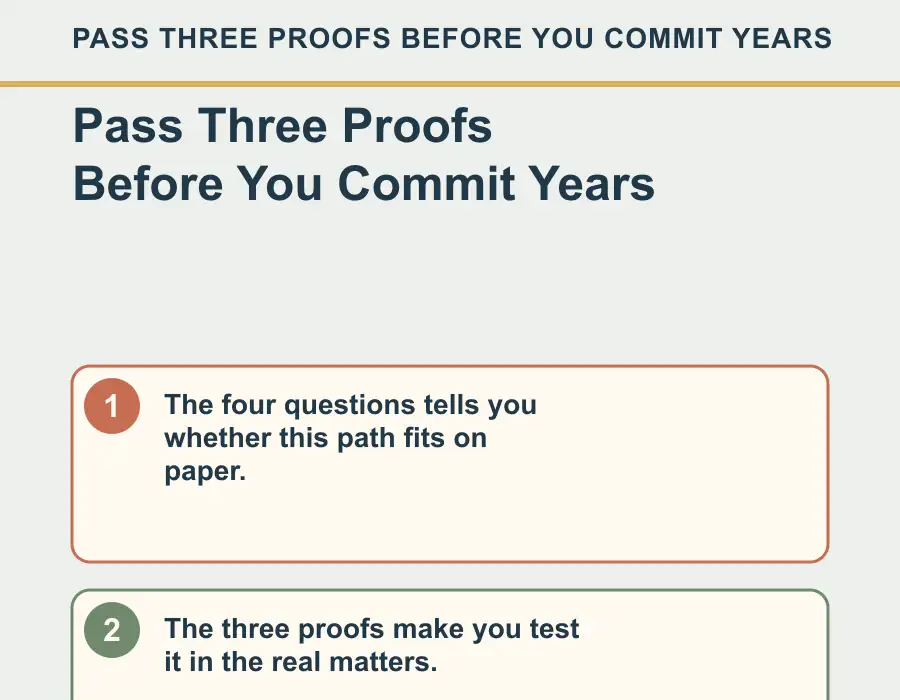 PASS THREE PROOFS BEFORE YOU COMMIT YEARS
Pass Three Proofs
Before You Commit Years
1
The four questions tells you
whether this path fits on
paper.
2
The three proofs make you test
it in the real matters.